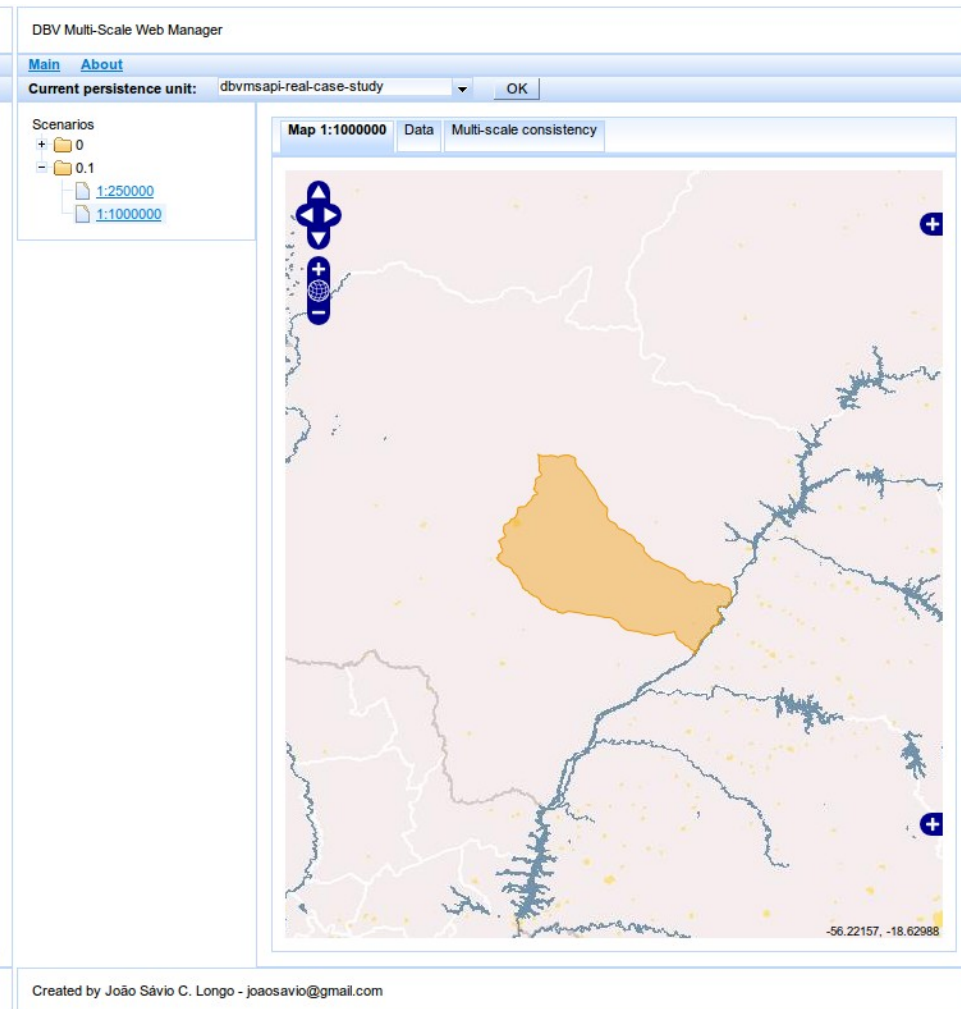 DBV Multi-Scale Web Manager
Main About
Current persistence unit: dbvmsapi-real-case-study OK
Scenarios
0
0.1
1:250000
1:1000000
Map 1:1000000 Data Multi-scale consistency
-56.22157, -18.62988
Created by João Sávio C. Longo - joaosavio@gmail.com